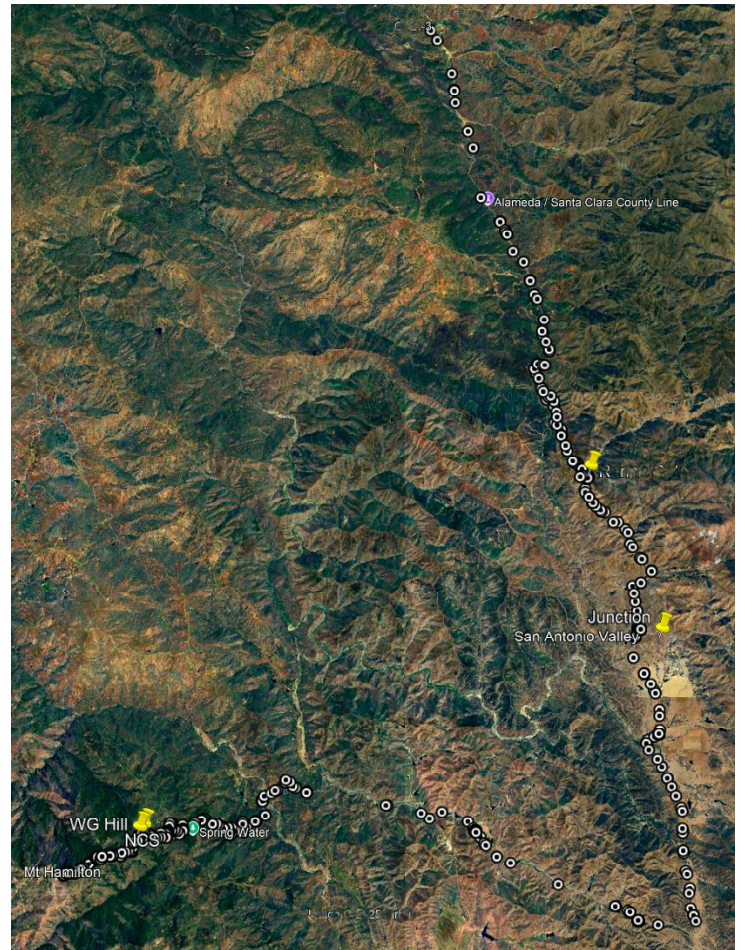 Alameda / Santa Clara County Line
Junction
San Antonio Valley
WG Hill
Spring Water
NCS
Mt Hamilton